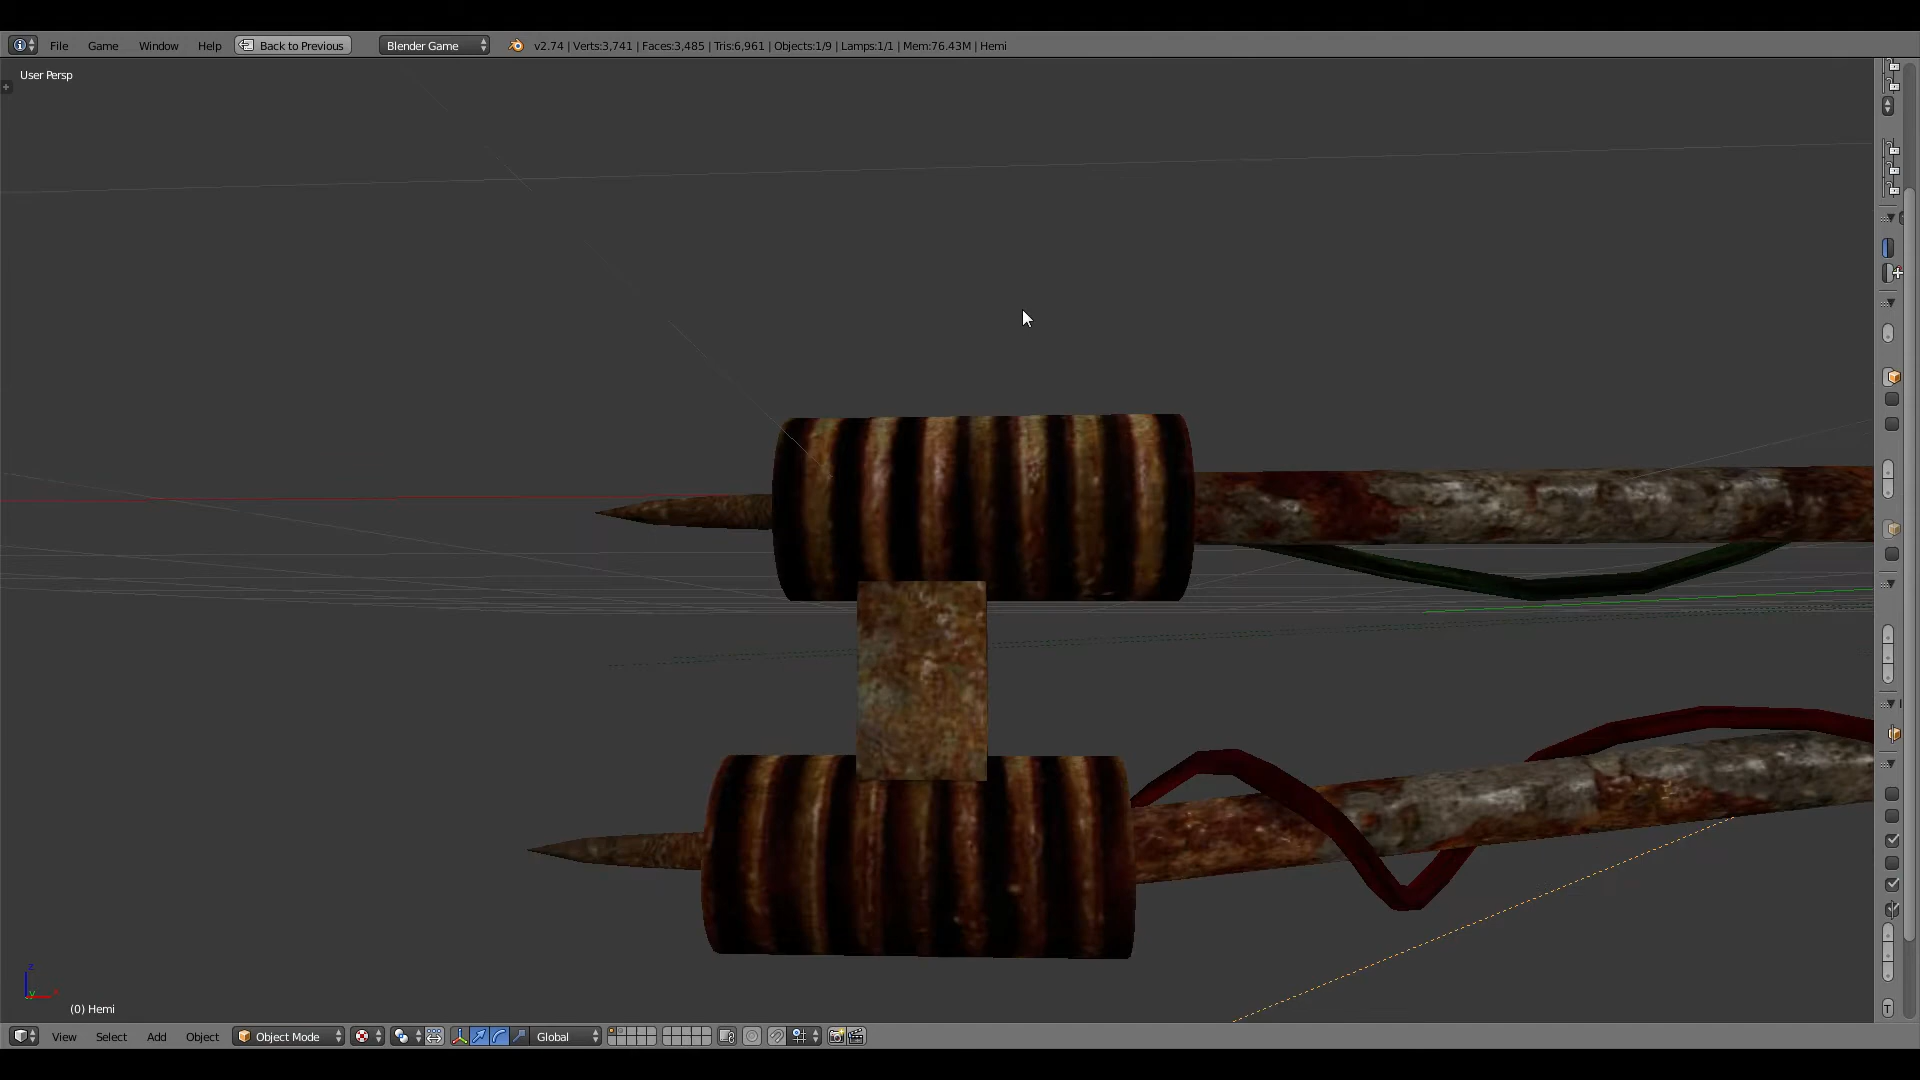 File Game Window Help Back to Previous Blender Game v2.74 | Verts:3,741 | Faces:3,485 | Tris:6,961 | Objects:1/9 | Lamps:1/1 | Mem:76.43M | Hemi
User Persp
z
y x
(0) Hemi
View Select Add Object Object Mode Global
T